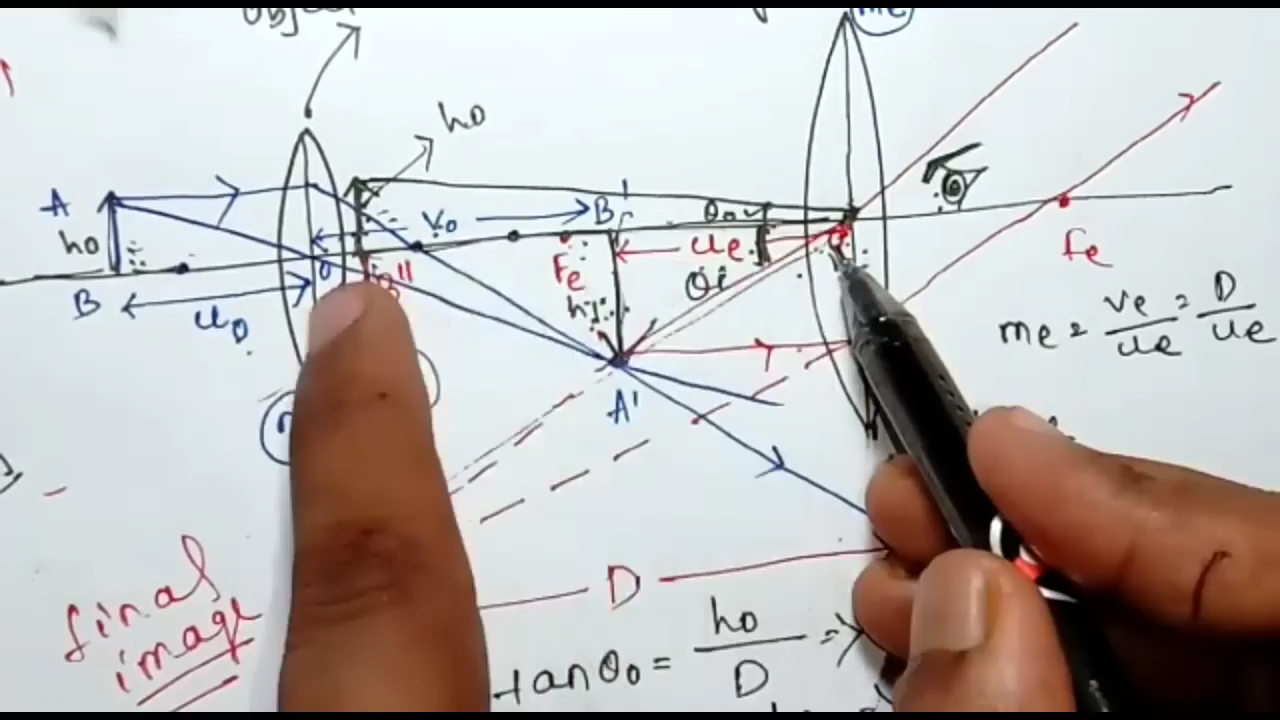 object
me
ho
A
Vo
B'
θo
ho
O
B"
Fe
ue
θi
Fe
B
uo
hi
me = ve/ue = D/ue
A'
final
image
D
tanθo = ho/D =>